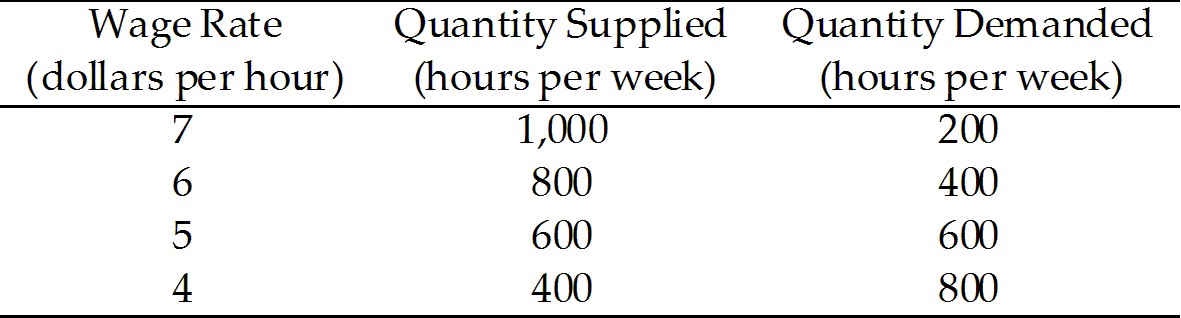 Wage Rate Quantity Supplied Quantity Demanded
(dollars per hour) (hours per week) (hours per week)
7 1,000 200
6 800 400
5 600 600
4 400 800